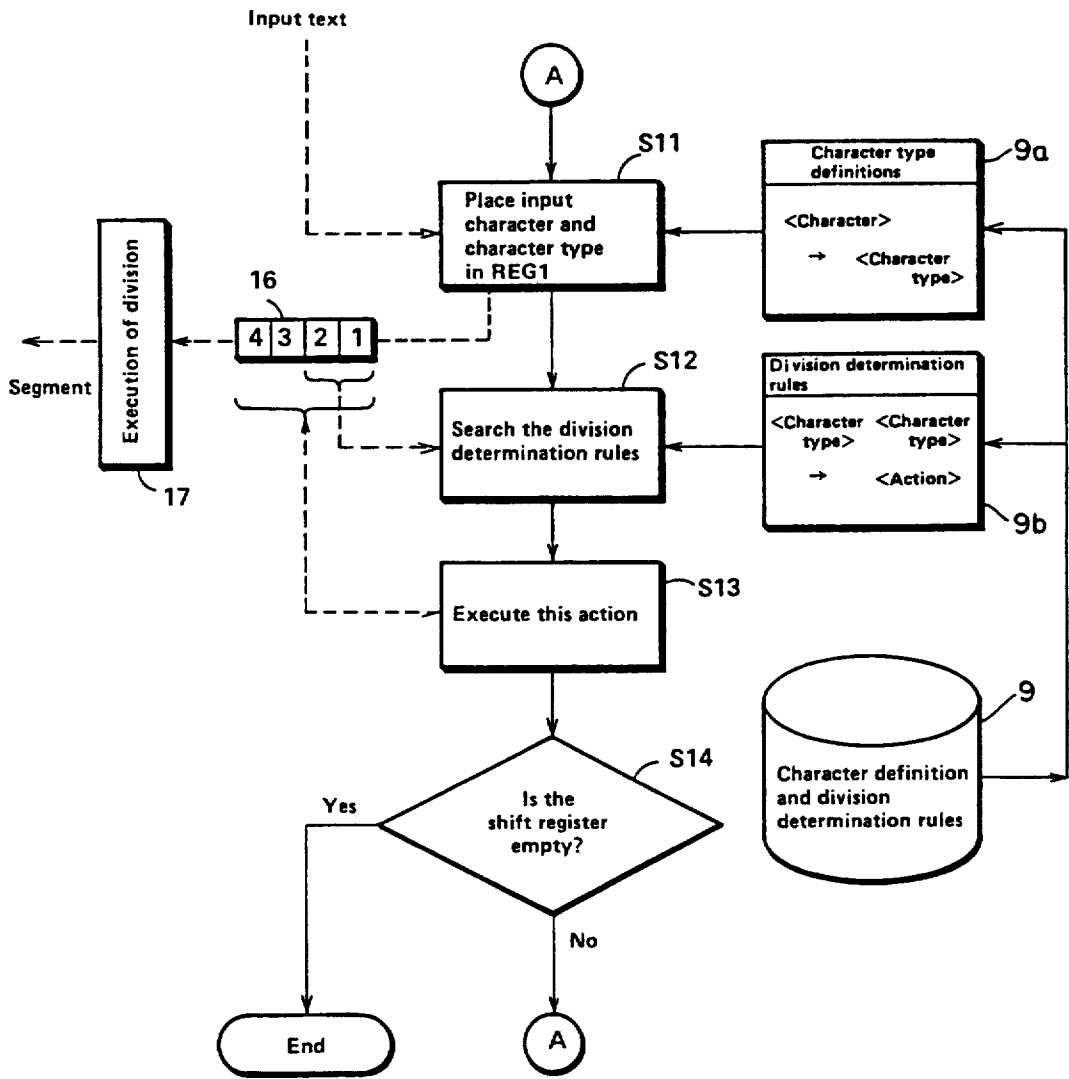 Input text
A
S11
Place input
character and
character type
in REG1
Character type
definitions
9a
<Character>
→ <Character
type>
Execution of division
16
4 3 2 1
Segment
17
S12
Search the division
determination rules
Division determination
rules
<Character <Character
type> type>
→ <Action>
9b
S13
Execute this action
9
Character definition
and division
determination rules
S14
Is the
shift register
empty?
Yes
No
End
A